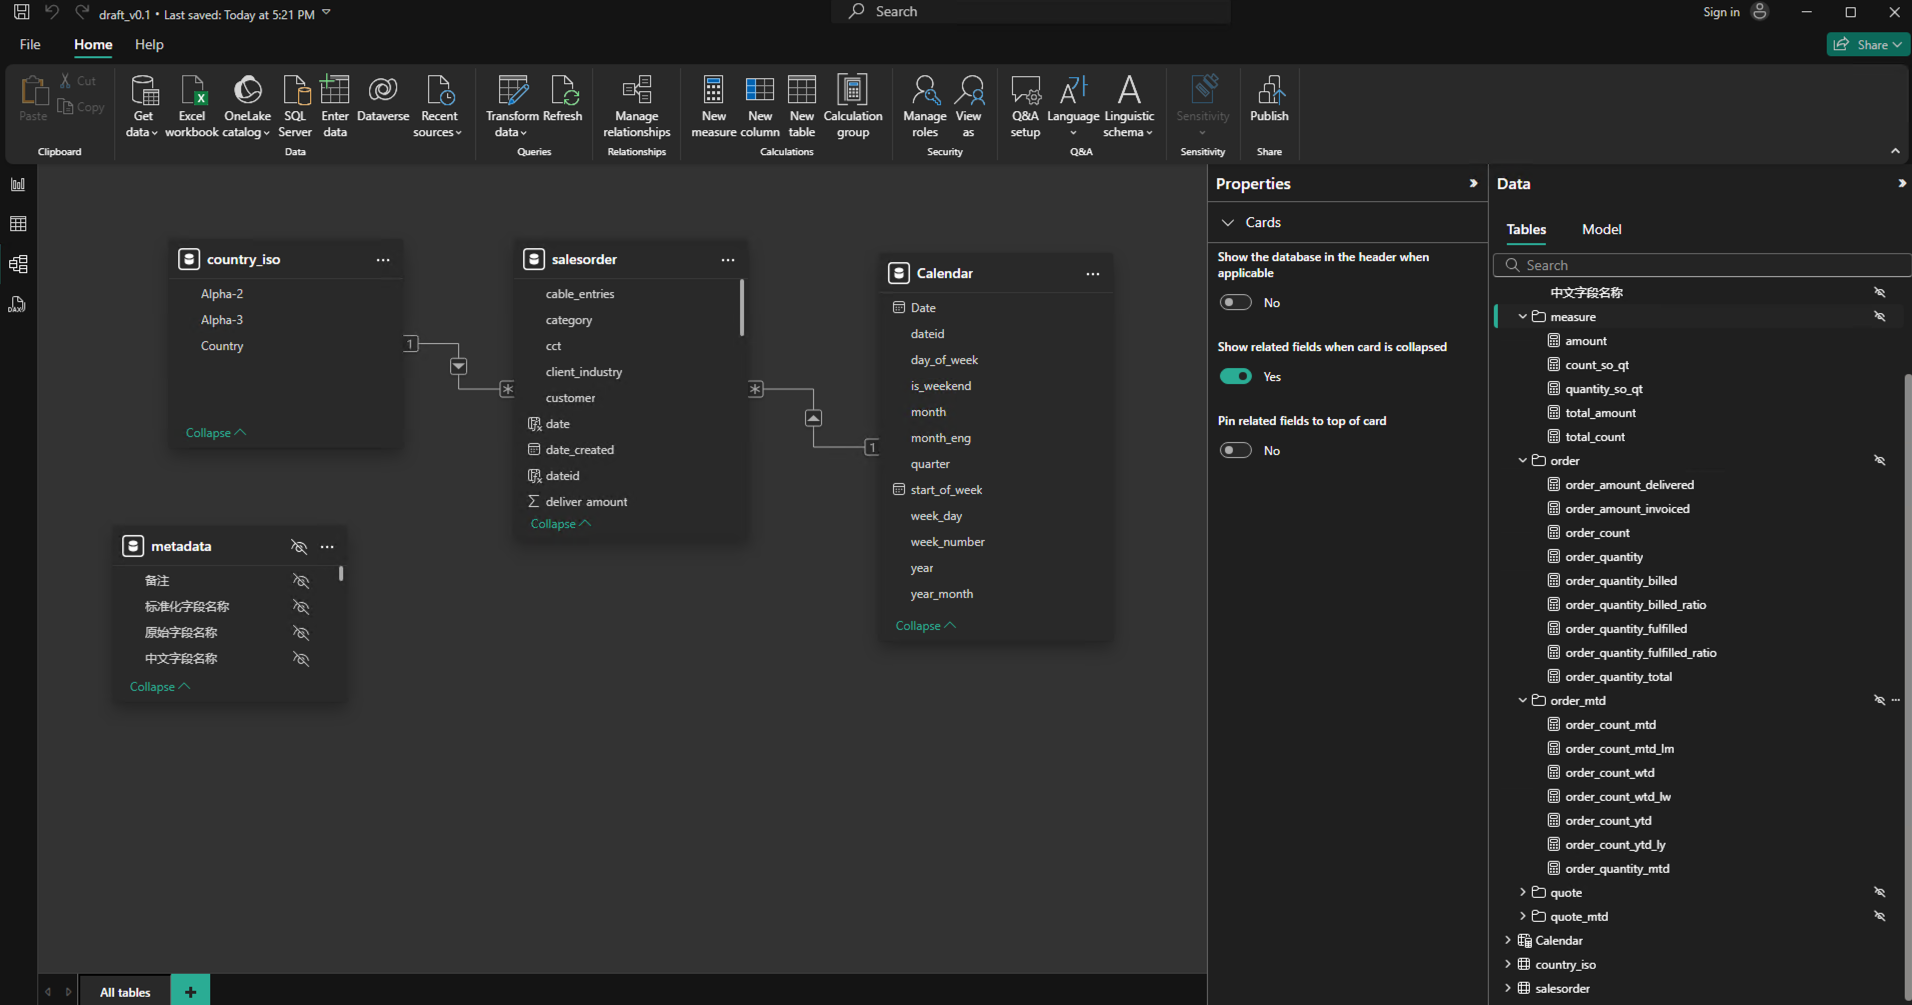 draft_v0.1 • Last saved: Today at 5:21 PM
Search
Sign in
File
Home
Help
Share
Paste
Cut
Copy
Clipboard
Get data
Excel workbook
OneLake catalog
SQL Server
Enter data
Dataverse
Recent sources
Data
Transform data
Refresh
Queries
Manage relationships
Relationships
New measure
New column
New table
Calculation group
Calculations
Manage roles
View as
Security
Q&A setup
Language
Linguistic schema
Q&A
Sensitivity
Sensitivity
Publish
Share
DAX
country_iso
Alpha-2
Alpha-3
Country
Collapse
1
*
salesorder
cable_entries
category
cct
client_industry
customer
date
date_created
dateid
deliver amount
Collapse
*
1
Calendar
Date
dateid
day_of_week
is_weekend
month
month_eng
quarter
start_of_week
week_day
week_number
year
year_month
Collapse
metadata
备注
标准化字段名称
原始字段名称
中文字段名称
Collapse
Properties
Cards
Show the database in the header when
applicable
No
Show related fields when card is collapsed
Yes
Pin related fields to top of card
No
Data
Tables
Model
Search
中文字段名称
measure
amount
count_so_qt
quantity_so_qt
total_amount
total_count
order
order_amount_delivered
order_amount_invoiced
order_count
order_quantity
order_quantity_billed
order_quantity_billed_ratio
order_quantity_fulfilled
order_quantity_fulfilled_ratio
order_quantity_total
order_mtd
order_count_mtd
order_count_mtd_lm
order_count_wtd
order_count_wtd_lw
order_count_ytd
order_count_ytd_ly
order_quantity_mtd
quote
quote_mtd
Calendar
country_iso
salesorder
All tables
+